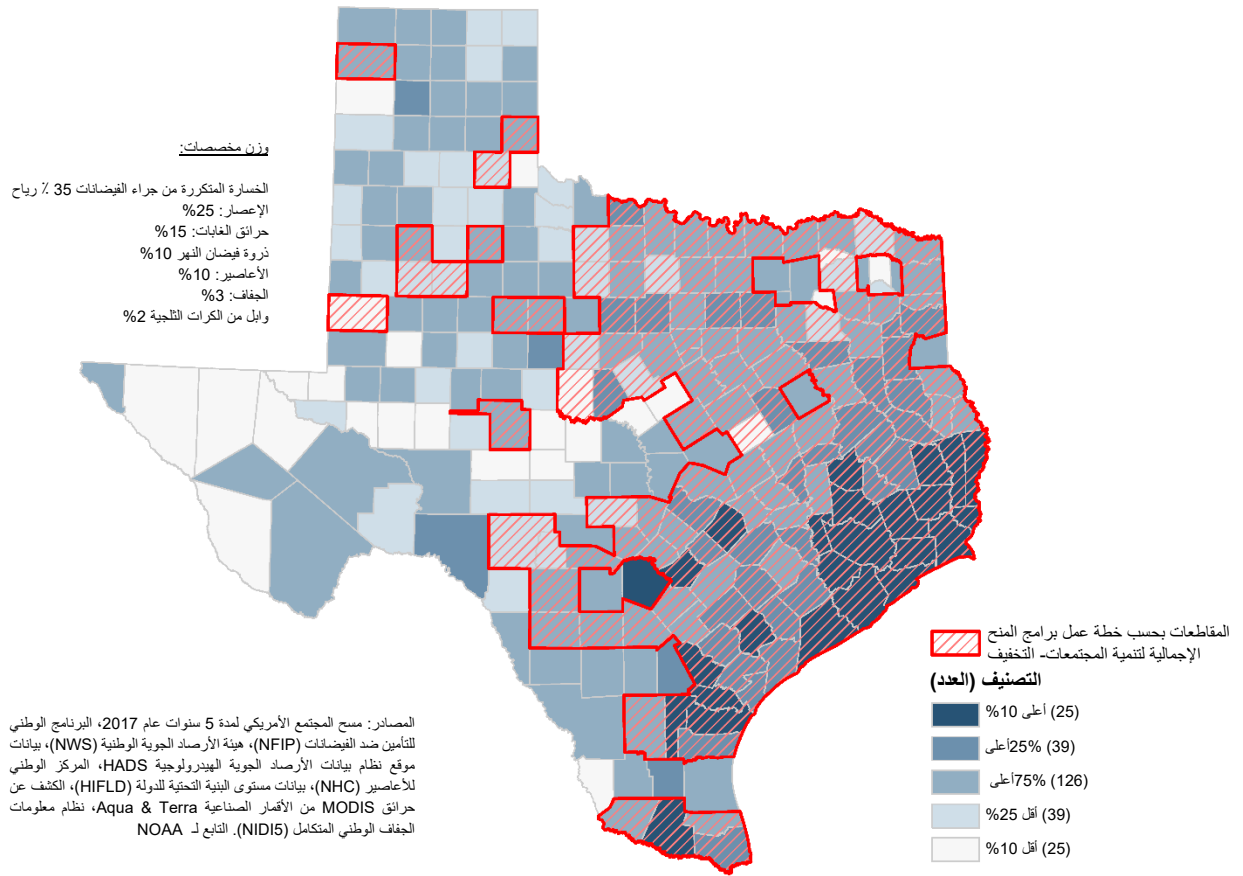 وزن مخصصات:
الخسارة المتكررة من جراء الفيضانات 35 ٪ رياح
الإعصار: 25%
حرائق الغابات: 15%
ذروة فيضان النهر 10%
الأعاصير: 10%
الجفاف: 3%
وابل من الكرات الثلجية 2%
المقاطعات بحسب خطة عمل برامج المنح
الإجمالية لتنمية المجتمعات- التخفيف
التصنيف (العدد)
(25) أعلى 10%
(39) 25%أعلى
(126) 75%أعلى
(39) أقل 25%
(25) أقل 10%
المصادر: مسح المجتمع الأمريكي لمدة 5 سنوات عام 2017، البرنامج الوطني
للتأمين ضد الفيضانات (NFIP)، هيئة الأرصاد الجوية الوطنية (NWS)، بيانات
موقع نظام بيانات الأرصاد الجوية الهيدرولوجية HADS، المركز الوطني
للأعاصير (NHC)، بيانات مستوى البنية التحتية للدولة (HIFLD)، الكشف عن
حرائق MODIS من الأقمار الصناعية Aqua & Terra، نظام معلومات
الجفاف الوطني المتكامل (NIDI5). التابع لـ NOAA